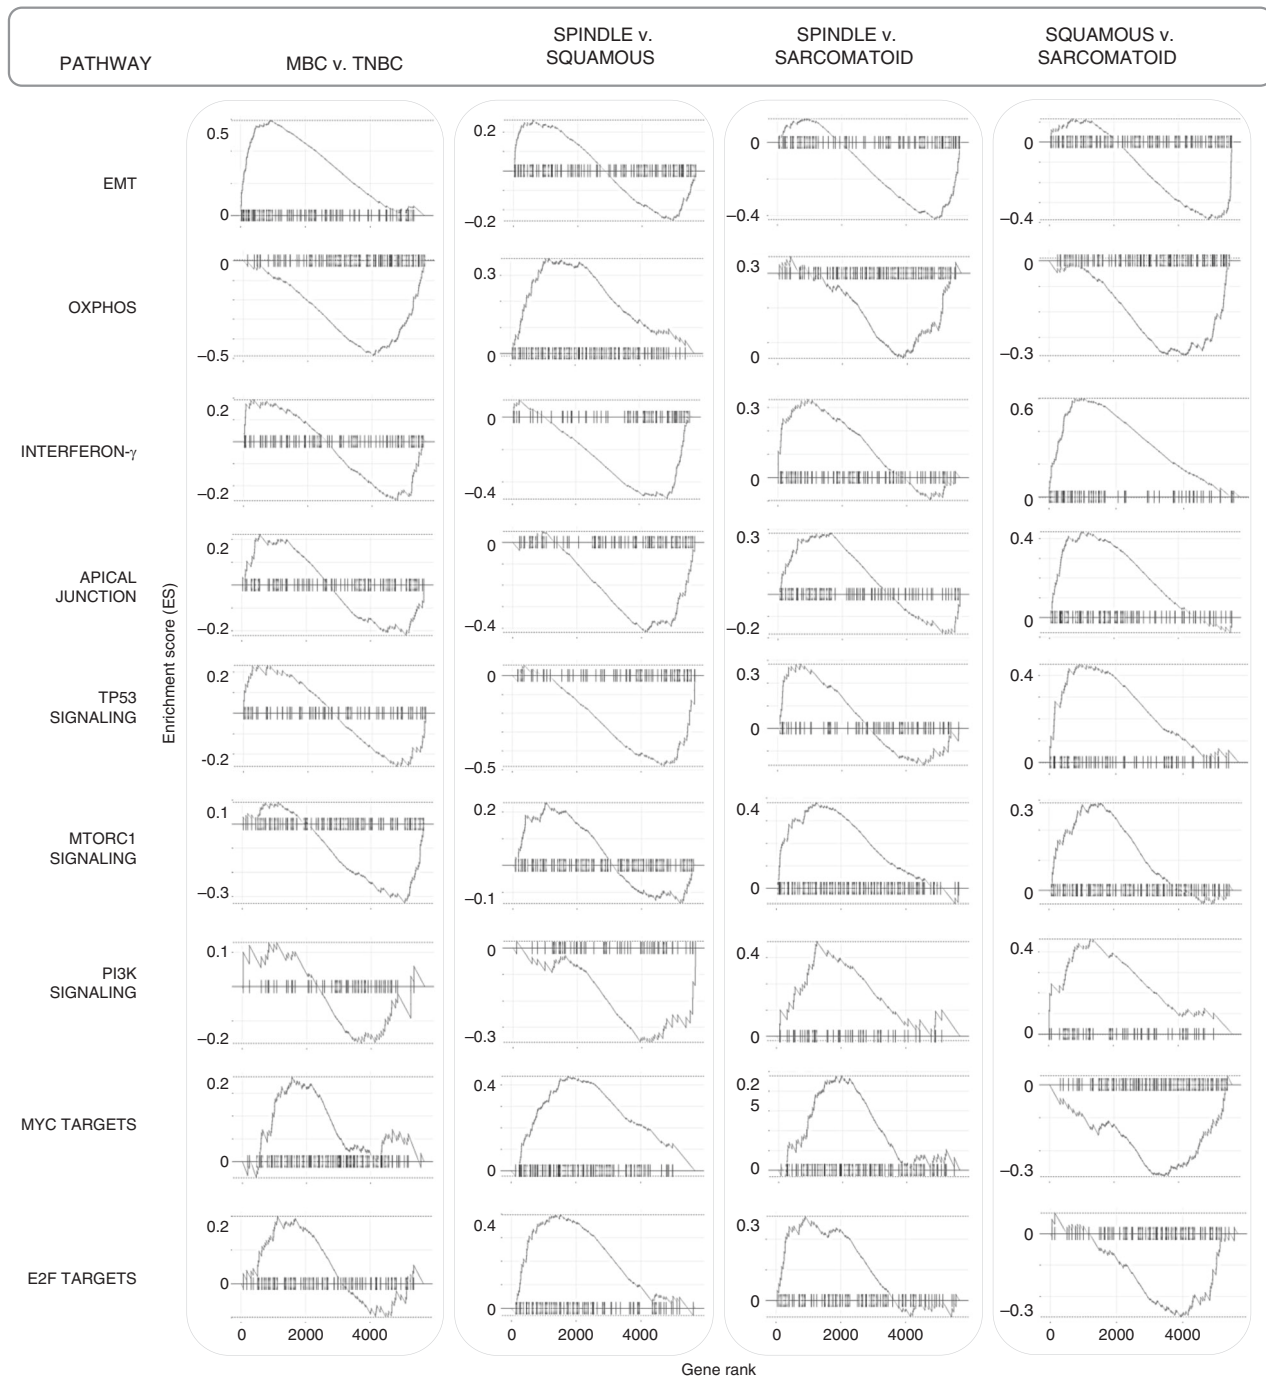 PATHWAY
MBC v. TNBC
SPINDLE v.
SQUAMOUS
SPINDLE v.
SARCOMATOID
SQUAMOUS v.
SARCOMATOID
EMT
0.5
0
0.2
−0.2
0
−0.4
0
−0.4
OXPHOS
0
−0.5
0.3
0
0.3
0
0
−0.3
INTERFERON-γ
0.2
−0.2
0
−0.4
0.3
0
0.6
0
APICAL
JUNCTION
0.2
−0.2
0
−0.4
0.3
−0.2
0.4
0
TP53
SIGNALING
0.2
−0.2
0
−0.5
0.3
0
0.4
0
MTORC1
SIGNALING
0.1
−0.3
0.2
−0.1
0.4
0
0.3
0
PI3K
SIGNALING
0.1
−0.2
0
−0.3
0.4
0
0.4
0
MYC TARGETS
0.2
0
0.4
0
0.2
5
0
0
−0.3
E2F TARGETS
0.2
0
0.4
0
0.3
0
0
−0.3
0 2000 4000
0 2000 4000
0 2000 4000
0 2000 4000
Enrichment score (ES)
Gene rank